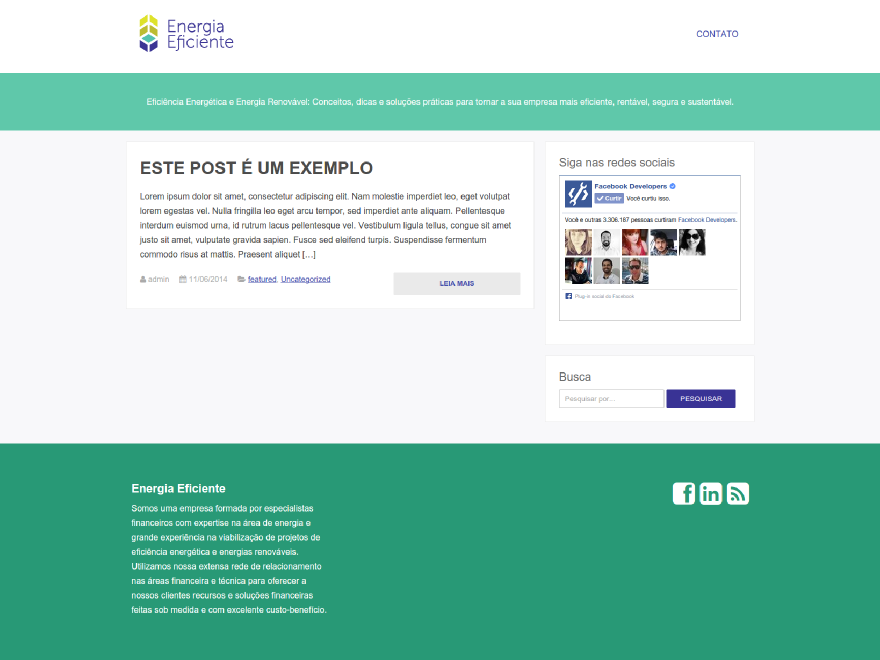 Energia
Eficiente
CONTATO
Eficiência Energética e Energia Renovável: Conceitos, dicas e soluções práticas para tornar a sua empresa mais eficiente, rentável, segura e sustentável.
ESTE POST É UM EXEMPLO
Lorem ipsum dolor sit amet, consectetur adipiscing elit. Nam molestie imperdiet leo, eget volutpat
lorem egestas vel. Nulla fringilla leo eget arcu tempor, sed imperdiet ante aliquam. Pellentesque
interdum euismod urna, id rutrum lacus pellentesque vel. Vestibulum ligula tellus, congue sit amet
justo sit amet, vulputate gravida sapien. Fusce sed eleifend turpis. Suspendisse fermentum
commodo risus at mattis. Praesent aliquet […]
admin 11/06/2014 featured, Uncategorized
LEIA MAIS
Siga nas redes sociais
Facebook Developers
Curtir Você curtiu isso.
Você e outras 3.306.187 pessoas curtiram Facebook Developers.
Plug-in social do Facebook
Busca
Pesquisar por...
PESQUISAR
Energia Eficiente
Somos uma empresa formada por especialistas
financeiros com expertise na área de energia e
grande experiência na viabilização de projetos de
eficiência energética e energias renováveis.
Utilizamos nossa extensa rede de relacionamento
nas áreas financeira e técnica para oferecer a
nossos clientes recursos e soluções financeiras
feitas sob medida e com excelente custo-benefício.